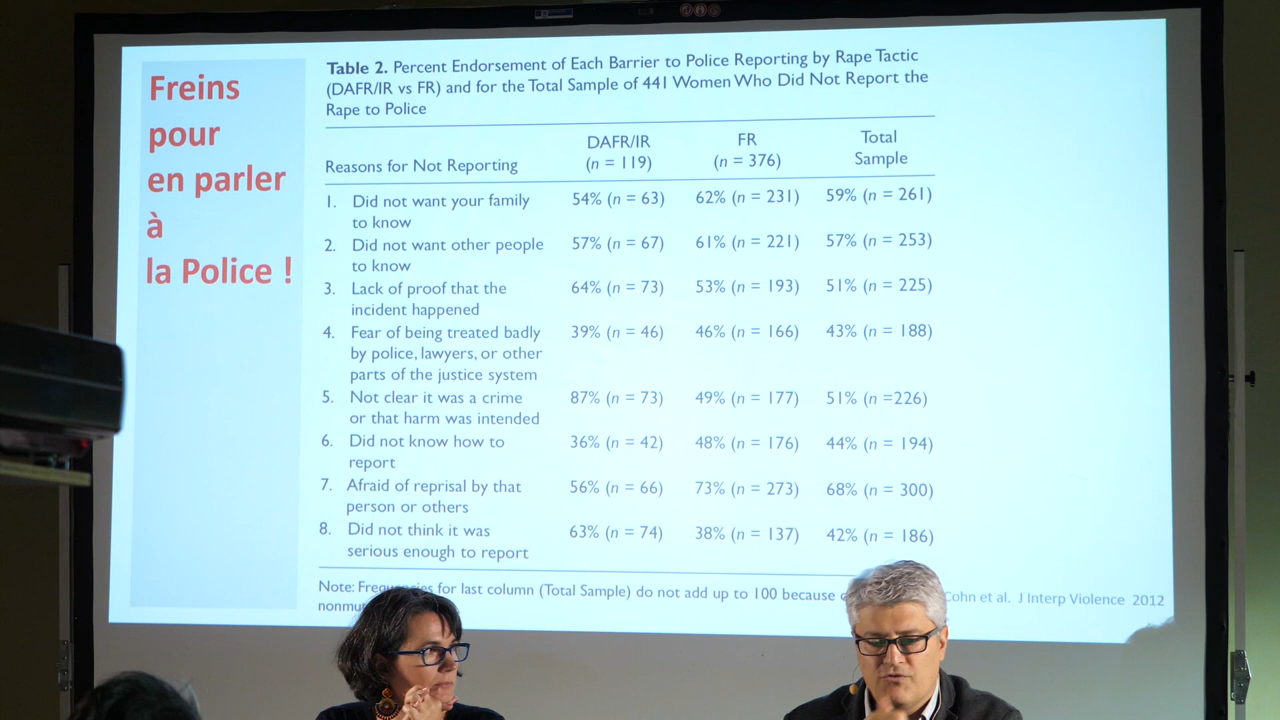 Freins
pour
en parler
à
la Police !
Table 2. Percent Endorsement of Each Barrier to Police Reporting by Rape Tactic
(DAFR/IR vs FR) and for the Total Sample of 441 Women Who Did Not Report the
Rape to Police
Reasons for Not Reporting
DAFR/IR
(n = 119)
FR
(n = 376)
Total
Sample
1. Did not want your family
to know
54% (n = 63) 62% (n = 231) 59% (n = 261)
2. Did not want other people
to know
57% (n = 67) 61% (n = 221) 57% (n = 253)
3. Lack of proof that the
incident happened
64% (n = 73) 53% (n = 193) 51% (n = 225)
4. Fear of being treated badly
by police, lawyers, or other
parts of the justice system
39% (n = 46) 46% (n = 166) 43% (n = 188)
5. Not clear it was a crime
or that harm was intended
87% (n = 73) 49% (n = 177) 51% (n =226)
6. Did not know how to
report
36% (n = 42) 48% (n = 176) 44% (n = 194)
7. Afraid of reprisal by that
person or others
56% (n = 66) 73% (n = 273) 68% (n = 300)
8. Did not think it was
serious enough to report
63% (n = 74) 38% (n = 137) 42% (n = 186)
Note: Frequencies for last column (Total Sample) do not add up to 100 because
Cohn et al. J Interp Violence 2012